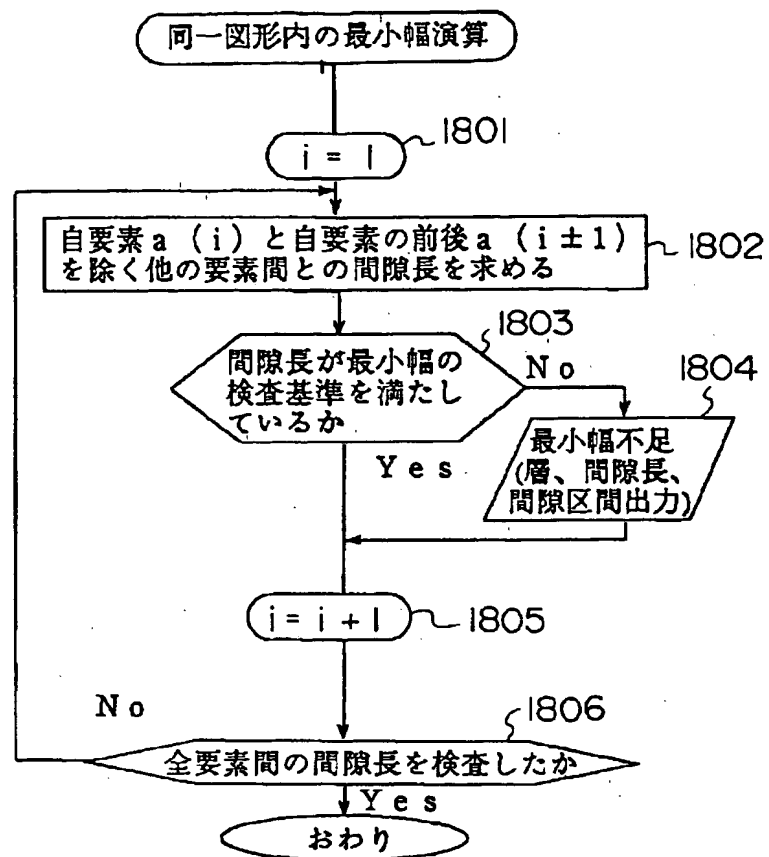 同一図形内の最小幅演算
1801
i = 1
自要素a (i) と自要素の前後a (i±1)
を除く他の要素間との間隙長を求める
1802
1803
間隙長が最小幅の
検査基準を満たし
ているか
No
1804
最小幅不足
(層、間隙長、
間隙区間出力)
Yes
i = i + 1
1805
No
1806
全要素間の間隙長を検査したか
Yes
おわり